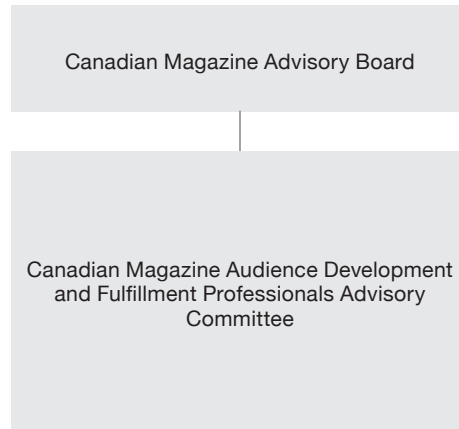 Canadian Magazine Advisory Board
Canadian Magazine Audience Development
and Fulfillment Professionals Advisory
Committee